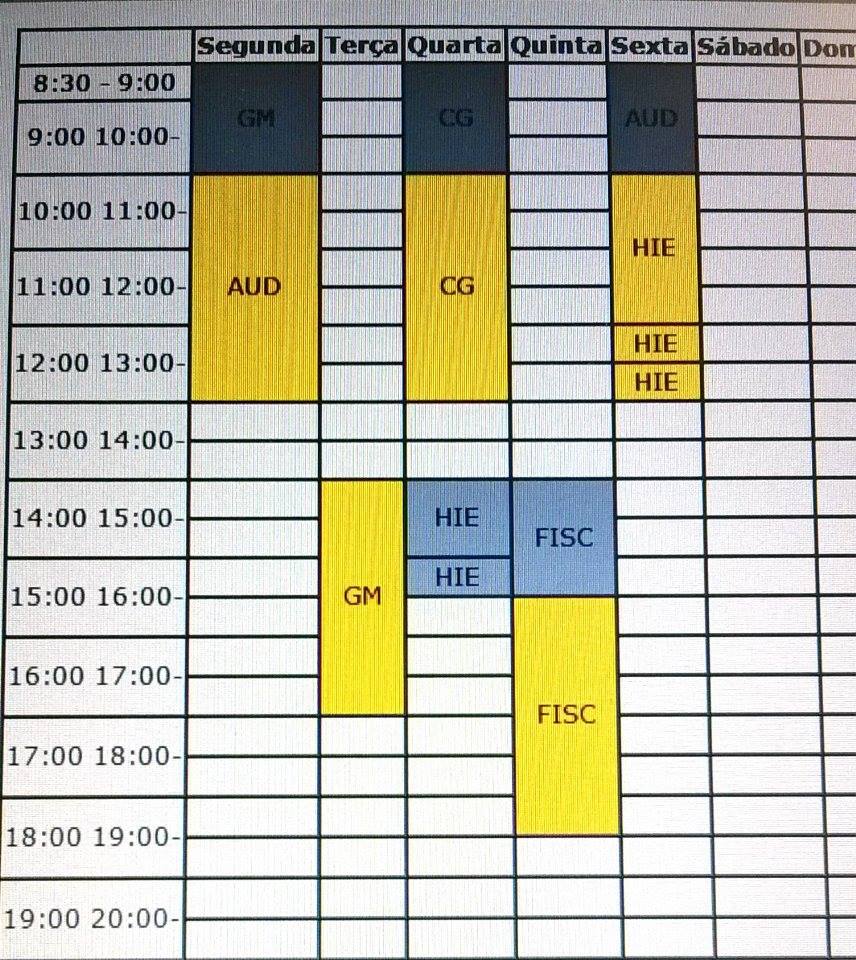 Segunda Terça Quarta Quinta Sexta Sábado Dom
8:30 - 9:00
GM CG AUD
9:00 10:00-
10:00 11:00-
HIE
11:00 12:00- AUD CG
HIE
12:00 13:00-
HIE
13:00 14:00-
14:00 15:00- HIE
FISC
HIE
15:00 16:00- GM
16:00 17:00-
FISC
17:00 18:00-
18:00 19:00-
19:00 20:00-